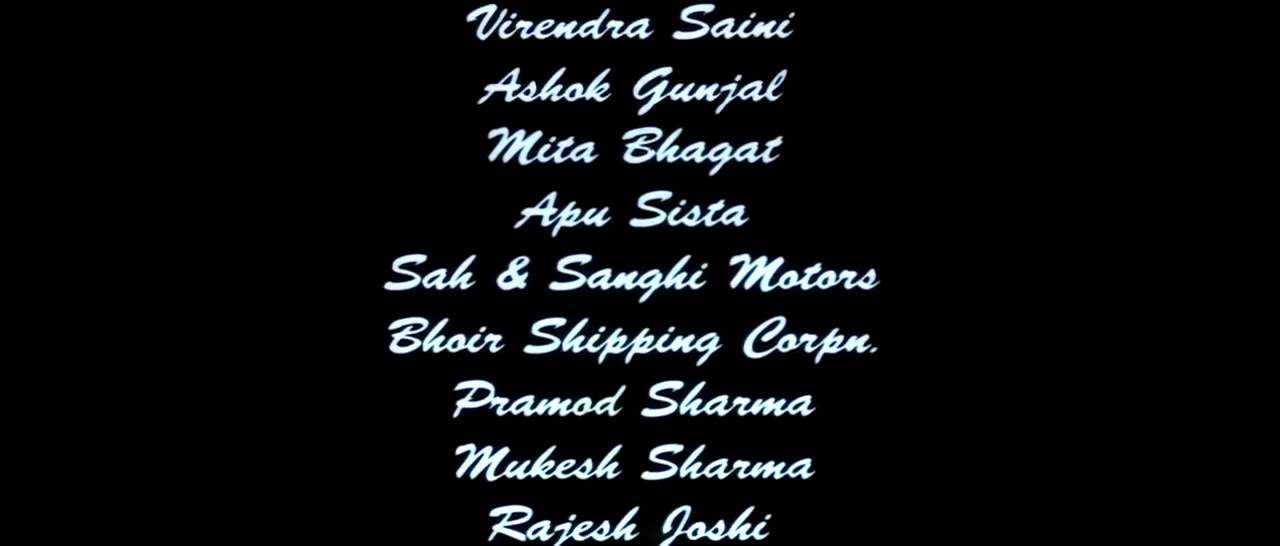 Virendra Saini
Ashok Gunjal
Mita Bhagat
Apu Sista
Sah & Sanghi Motors
Bhoir Shipping Corpn.
Pramod Sharma
Mukesh Sharma
Rajesh Joshi